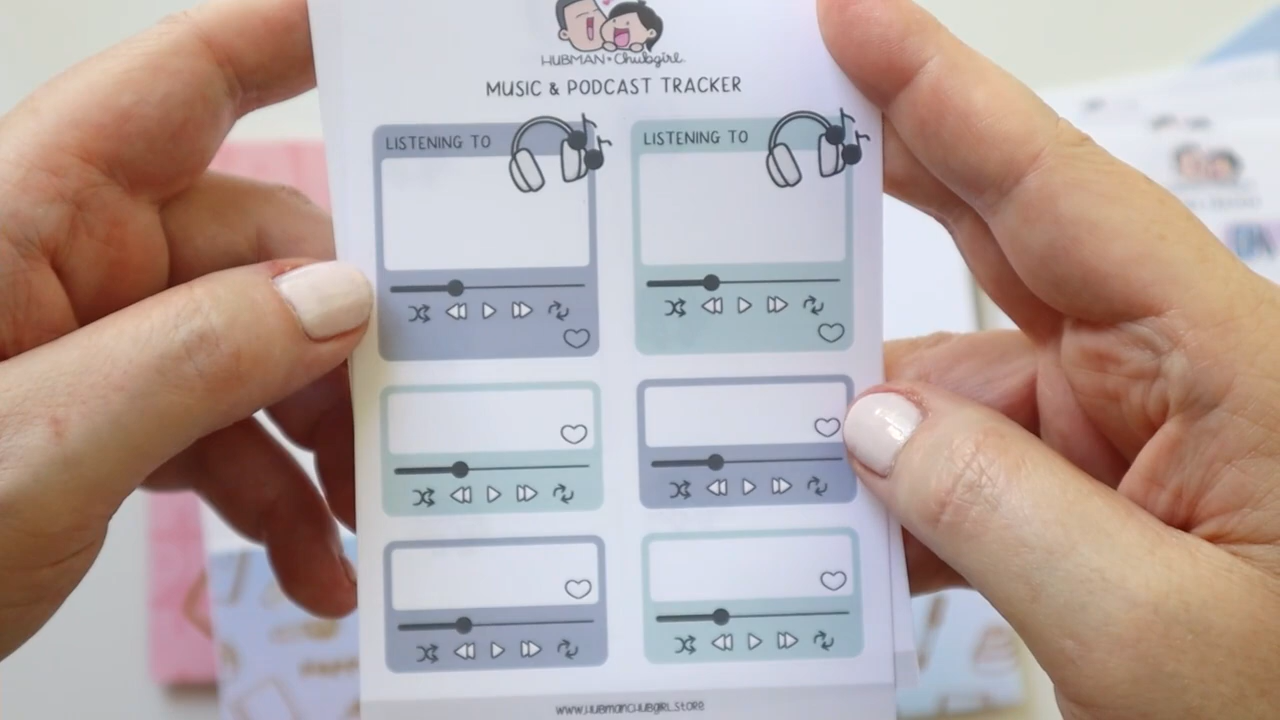 HUBMAN + Chubgirl
MUSIC & PODCAST TRACKER
LISTENING TO
LISTENING TO
www.HUBMANCHUBGIRL.STORE